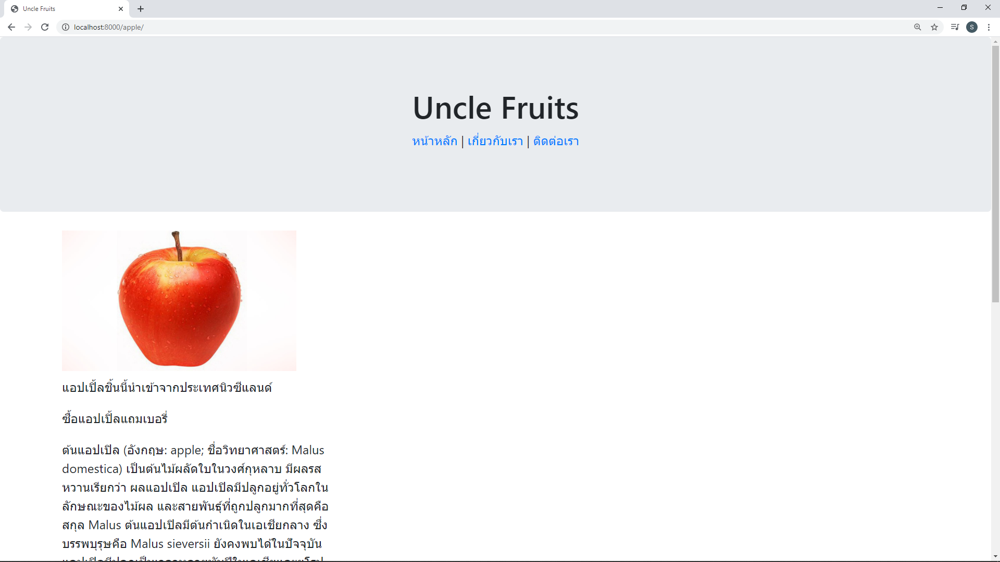 Uncle Fruits
localhost:8000/apple/
S
Uncle Fruits
หน้าหลัก | เกี่ยวกับเรา | ติดต่อเรา
แอปเปิ้ลชิ้นนี้นำเข้าจากประเทศนิวซีแลนด์
ซื้อแอปเปิ้ลแถมเบอรี่
ต้นแอปเปิล (อังกฤษ: apple; ชื่อวิทยาศาสตร์: Malus
domestica) เป็นต้นไม้ผลัดใบในวงศ์กุหลาบ มีผลรส
หวานเรียกว่า ผลแอปเปิล แอปเปิลมีปลูกอยู่ทั่วโลกใน
ลักษณะของไม้ผล และสายพันธุ์ที่ถูกปลูกมากที่สุดคือ
สกุล Malus ต้นแอปเปิลมีต้นกำเนิดในเอเชียกลาง ซึ่ง
บรรพบุรุษคือ Malus sieversii ยังคงพบได้ในปัจจุบัน